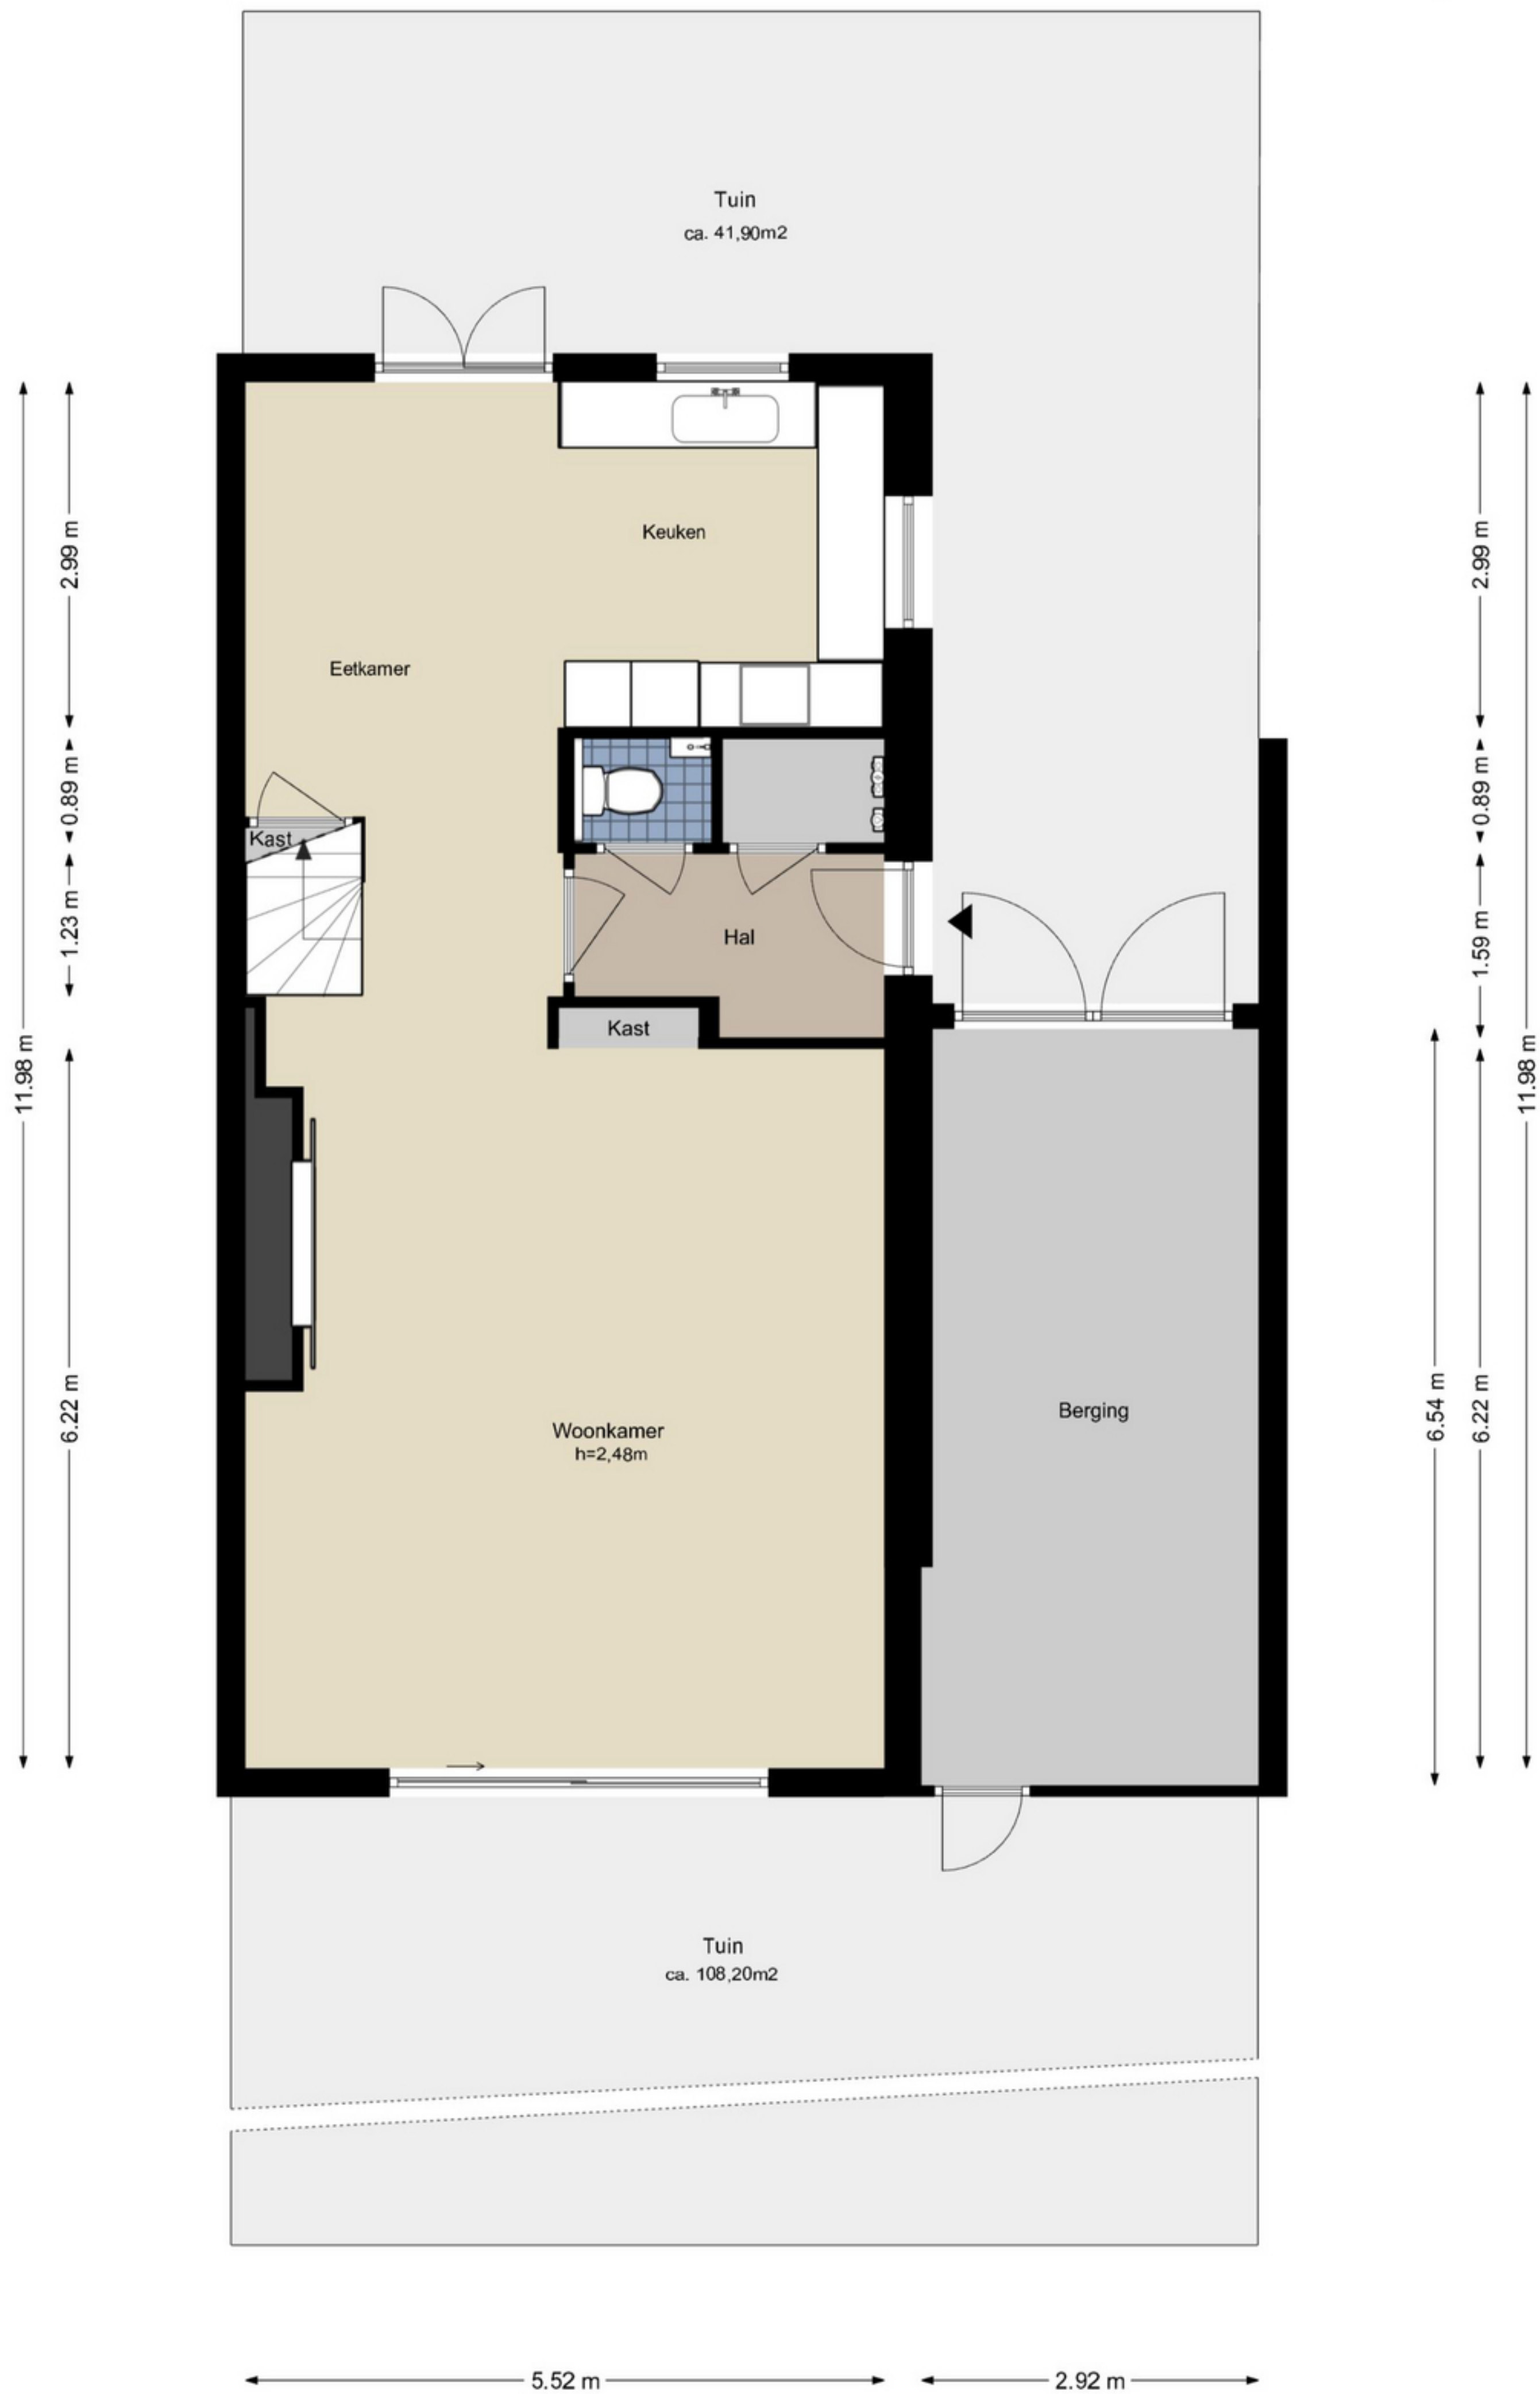 Tuin
ca. 41,90m2
Keuken
Eetkamer
Kast
Hal
Kast
Woonkamer
h=2,48m
Berging
Tuin
ca. 108,20m2
11.98 m
2.99 m
0.89 m
1.23 m
6.22 m
6.54 m
2.99 m
0.89 m
1.59 m
6.22 m
11.98 m
5.52 m
2.92 m